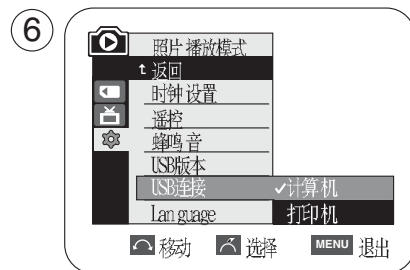 6
照片播放模式
返回
时钟设置
遥控
蜂鸣音
USB版本
USB连接 ✓计算机
Language 打印机
移动 选择 MENU 退出